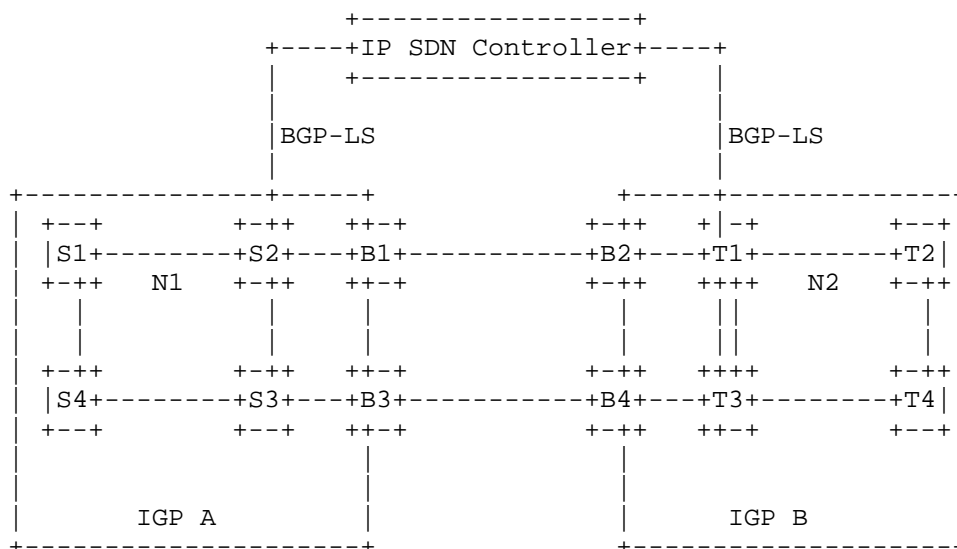 IP SDN Controller
BGP-LS BGP-LS
S1 S2 B1 B2 T1 T2
N1 N2
S4 S3 B3 B4 T3 T4
IGP A IGP B